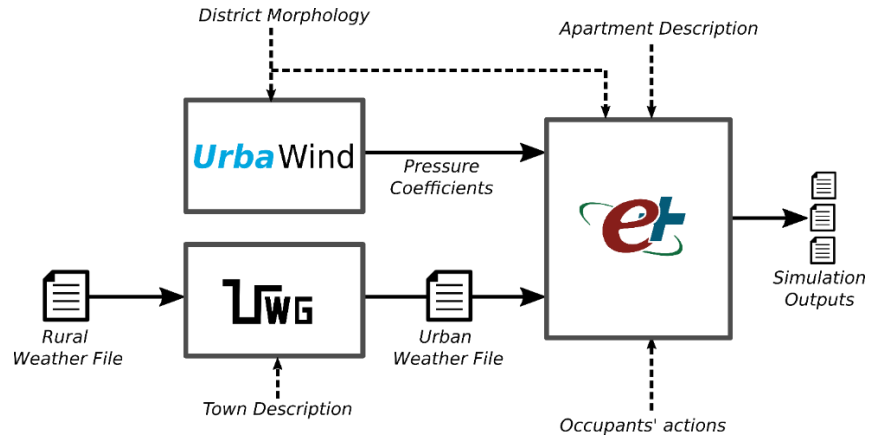 District Morphology
Apartment Description
UrbaWind
Pressure
Coefficients
e+
Simulation
Outputs
UWG
Rural
Weather File
Urban
Weather File
Town Description
Occupants' actions